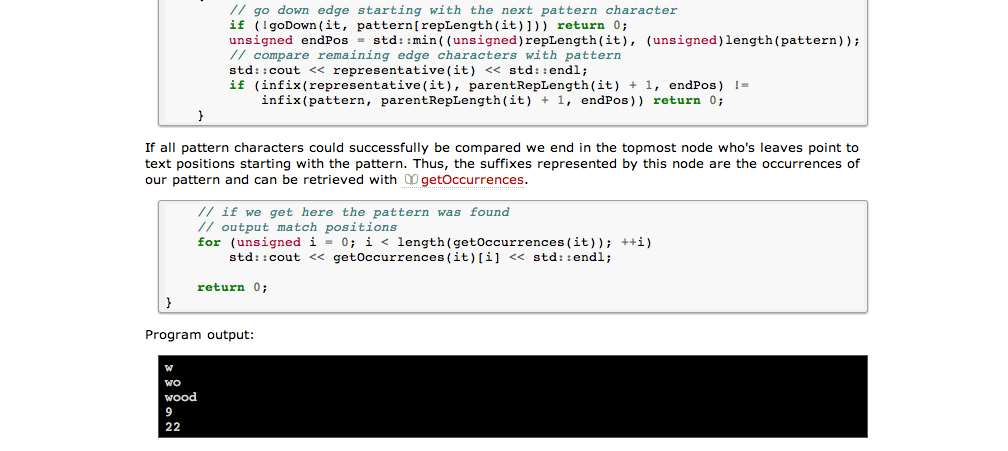 // go down edge starting with the next pattern character
if (!goDown(it, pattern[repLength(it)])) return 0;
unsigned endPos = std::min((unsigned)repLength(it), (unsigned)length(pattern));
// compare remaining edge characters with pattern
std::cout << representative(it) << std::endl;
if (infix(representative(it), parentRepLength(it) + 1, endPos) !=
infix(pattern, parentRepLength(it) + 1, endPos)) return 0;
}
If all pattern characters could successfully be compared we end in the topmost node who's leaves point to
text positions starting with the pattern. Thus, the suffixes represented by this node are the occurrences of
our pattern and can be retrieved with getOccurrences.
// if we get here the pattern was found
// output match positions
for (unsigned i = 0; i < length(getOccurrences(it)); ++i)
std::cout << getOccurrences(it)[i] << std::endl;
return 0;
}
Program output:
w
wo
wood
9
22